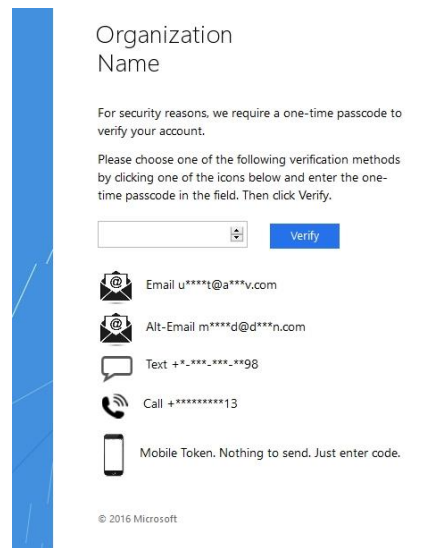 Organization
Name
For security reasons, we require a one-time passcode to
verify your account.
Please choose one of the following verification methods
by clicking one of the icons below and enter the one-
time passcode in the field. Then click Verify.
Verify
Email u****t@a***v.com
Alt-Email m****d@d***n.com
Text +*-***-***-**98
Call +*********13
Mobile Token. Nothing to send. Just enter code.
© 2016 Microsoft